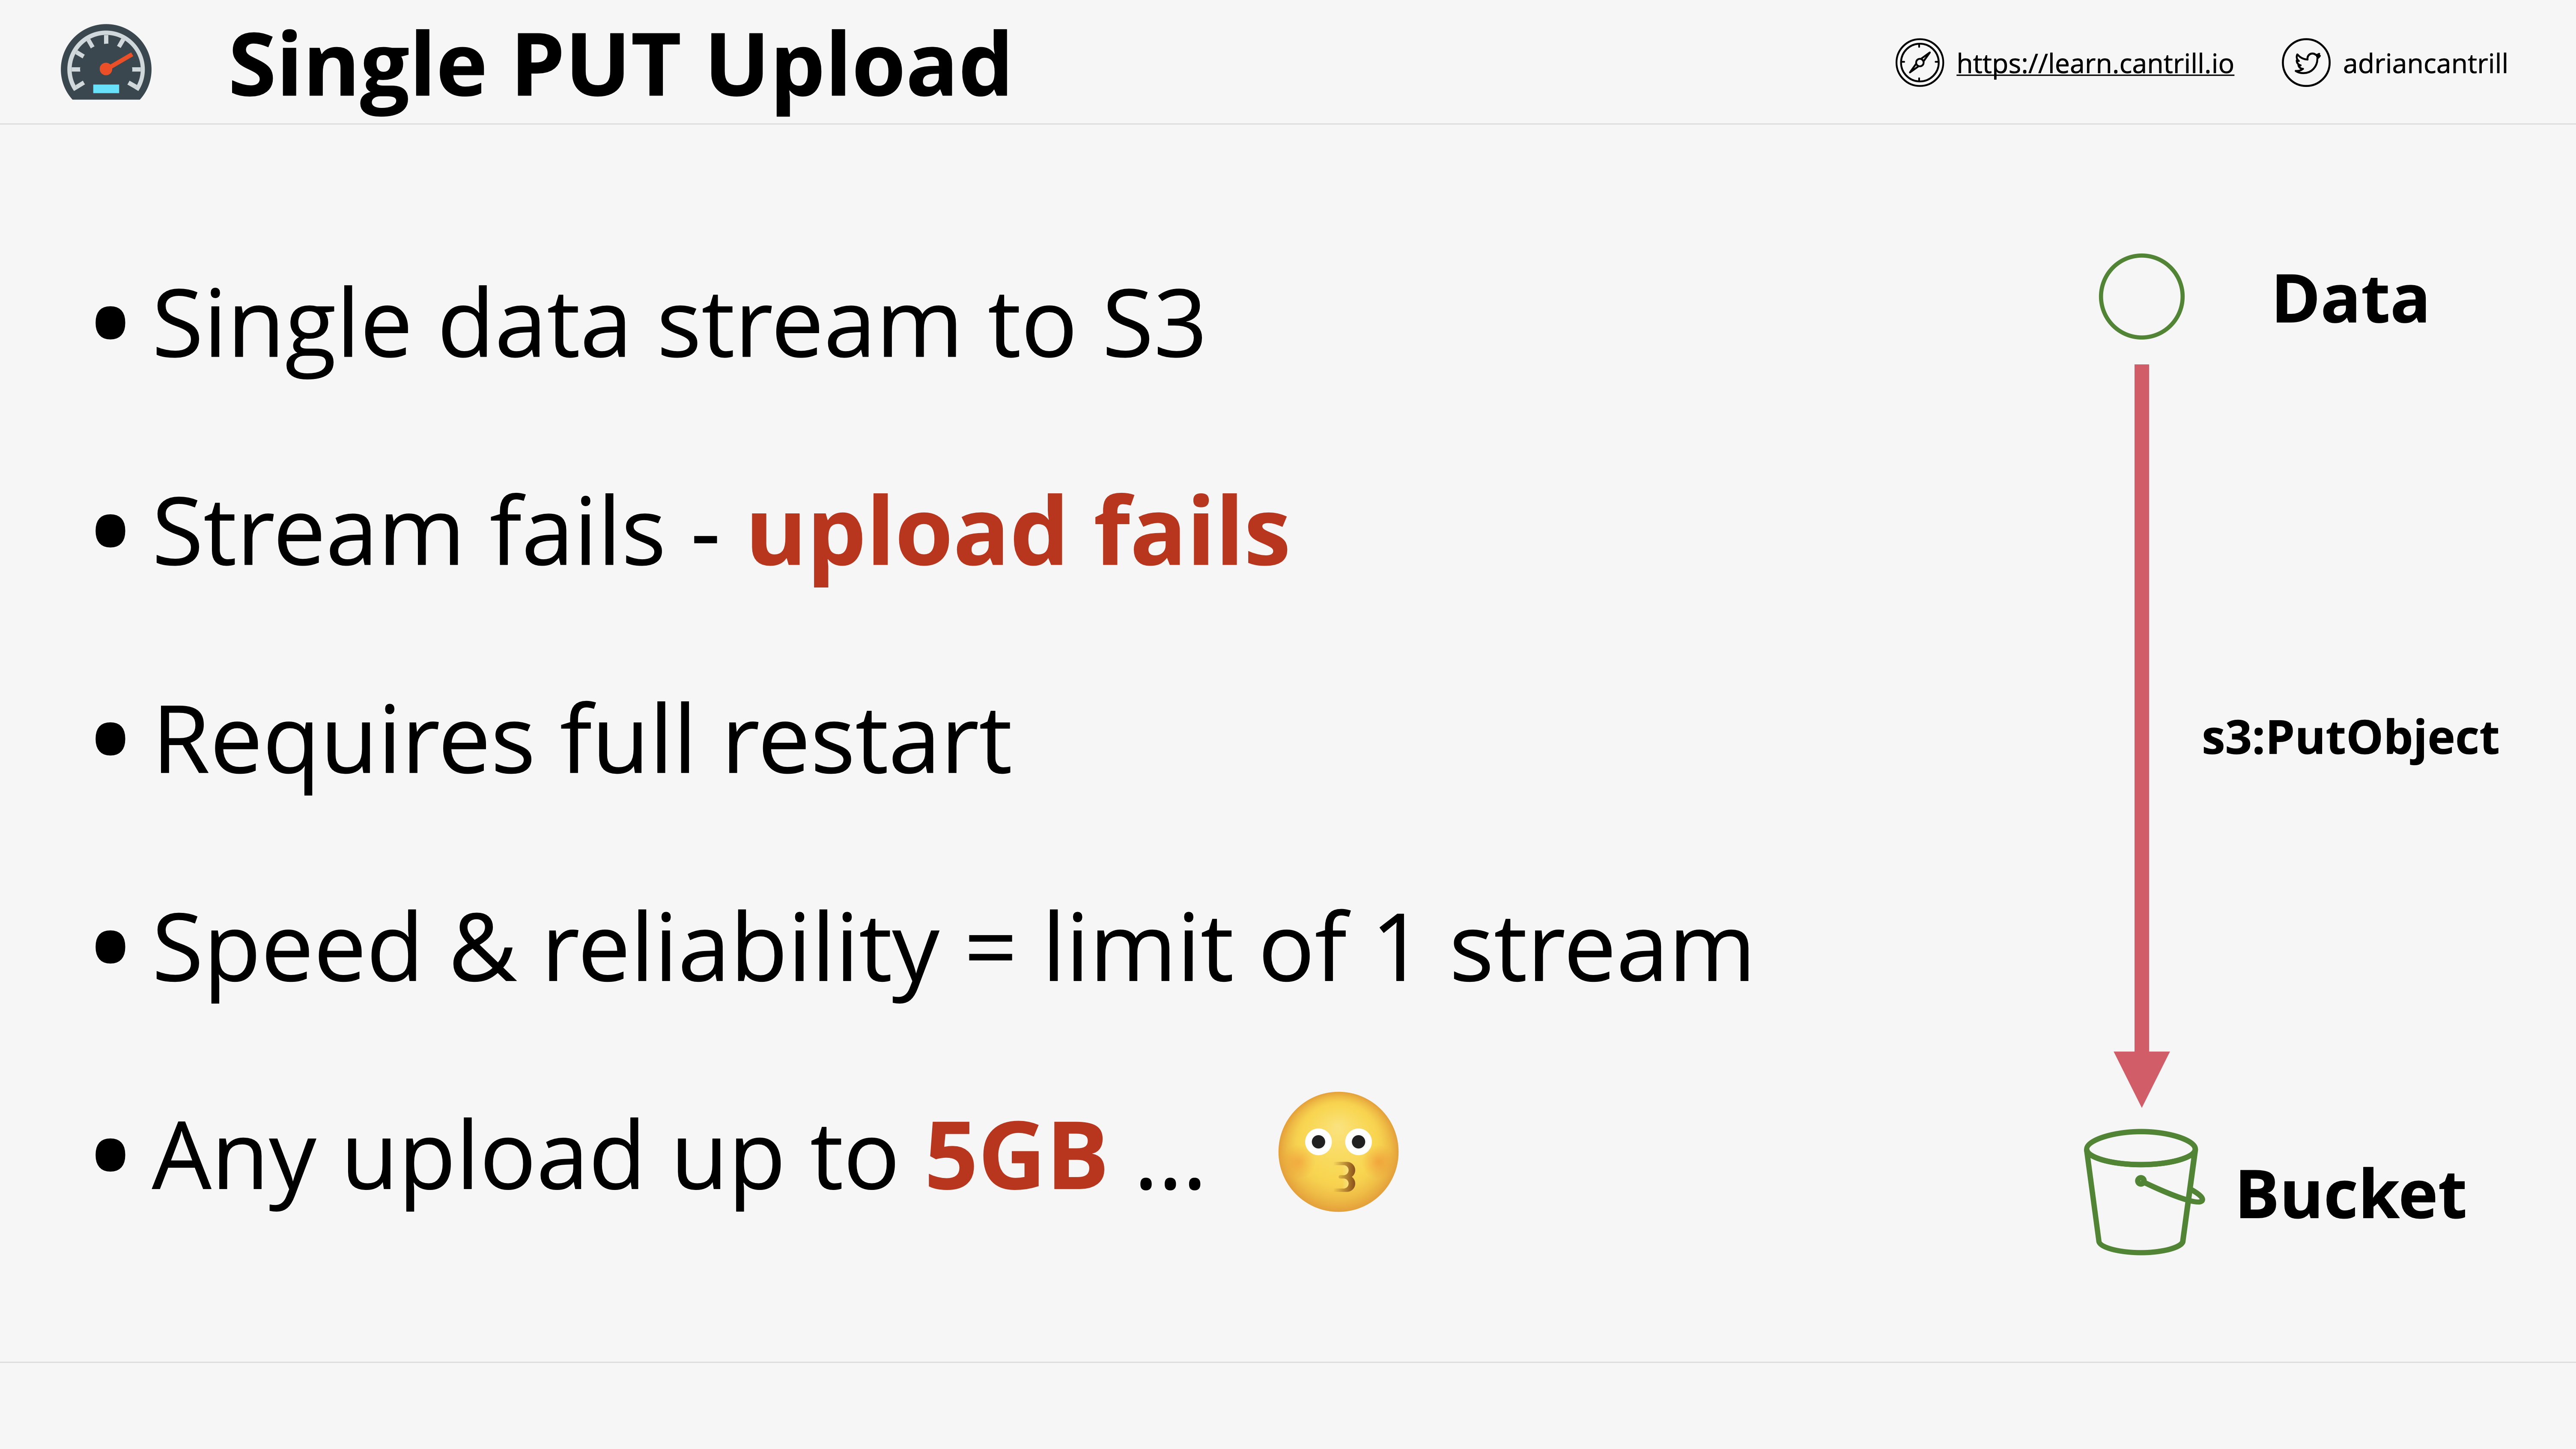 Single PUT Upload
https://learn.cantrill.io
adriancantrill
• Single data stream to S3
• Stream fails - upload fails
• Requires full restart
• Speed & reliability = limit of 1 stream
• Any upload up to 5GB ...
Data
s3:PutObject
Bucket